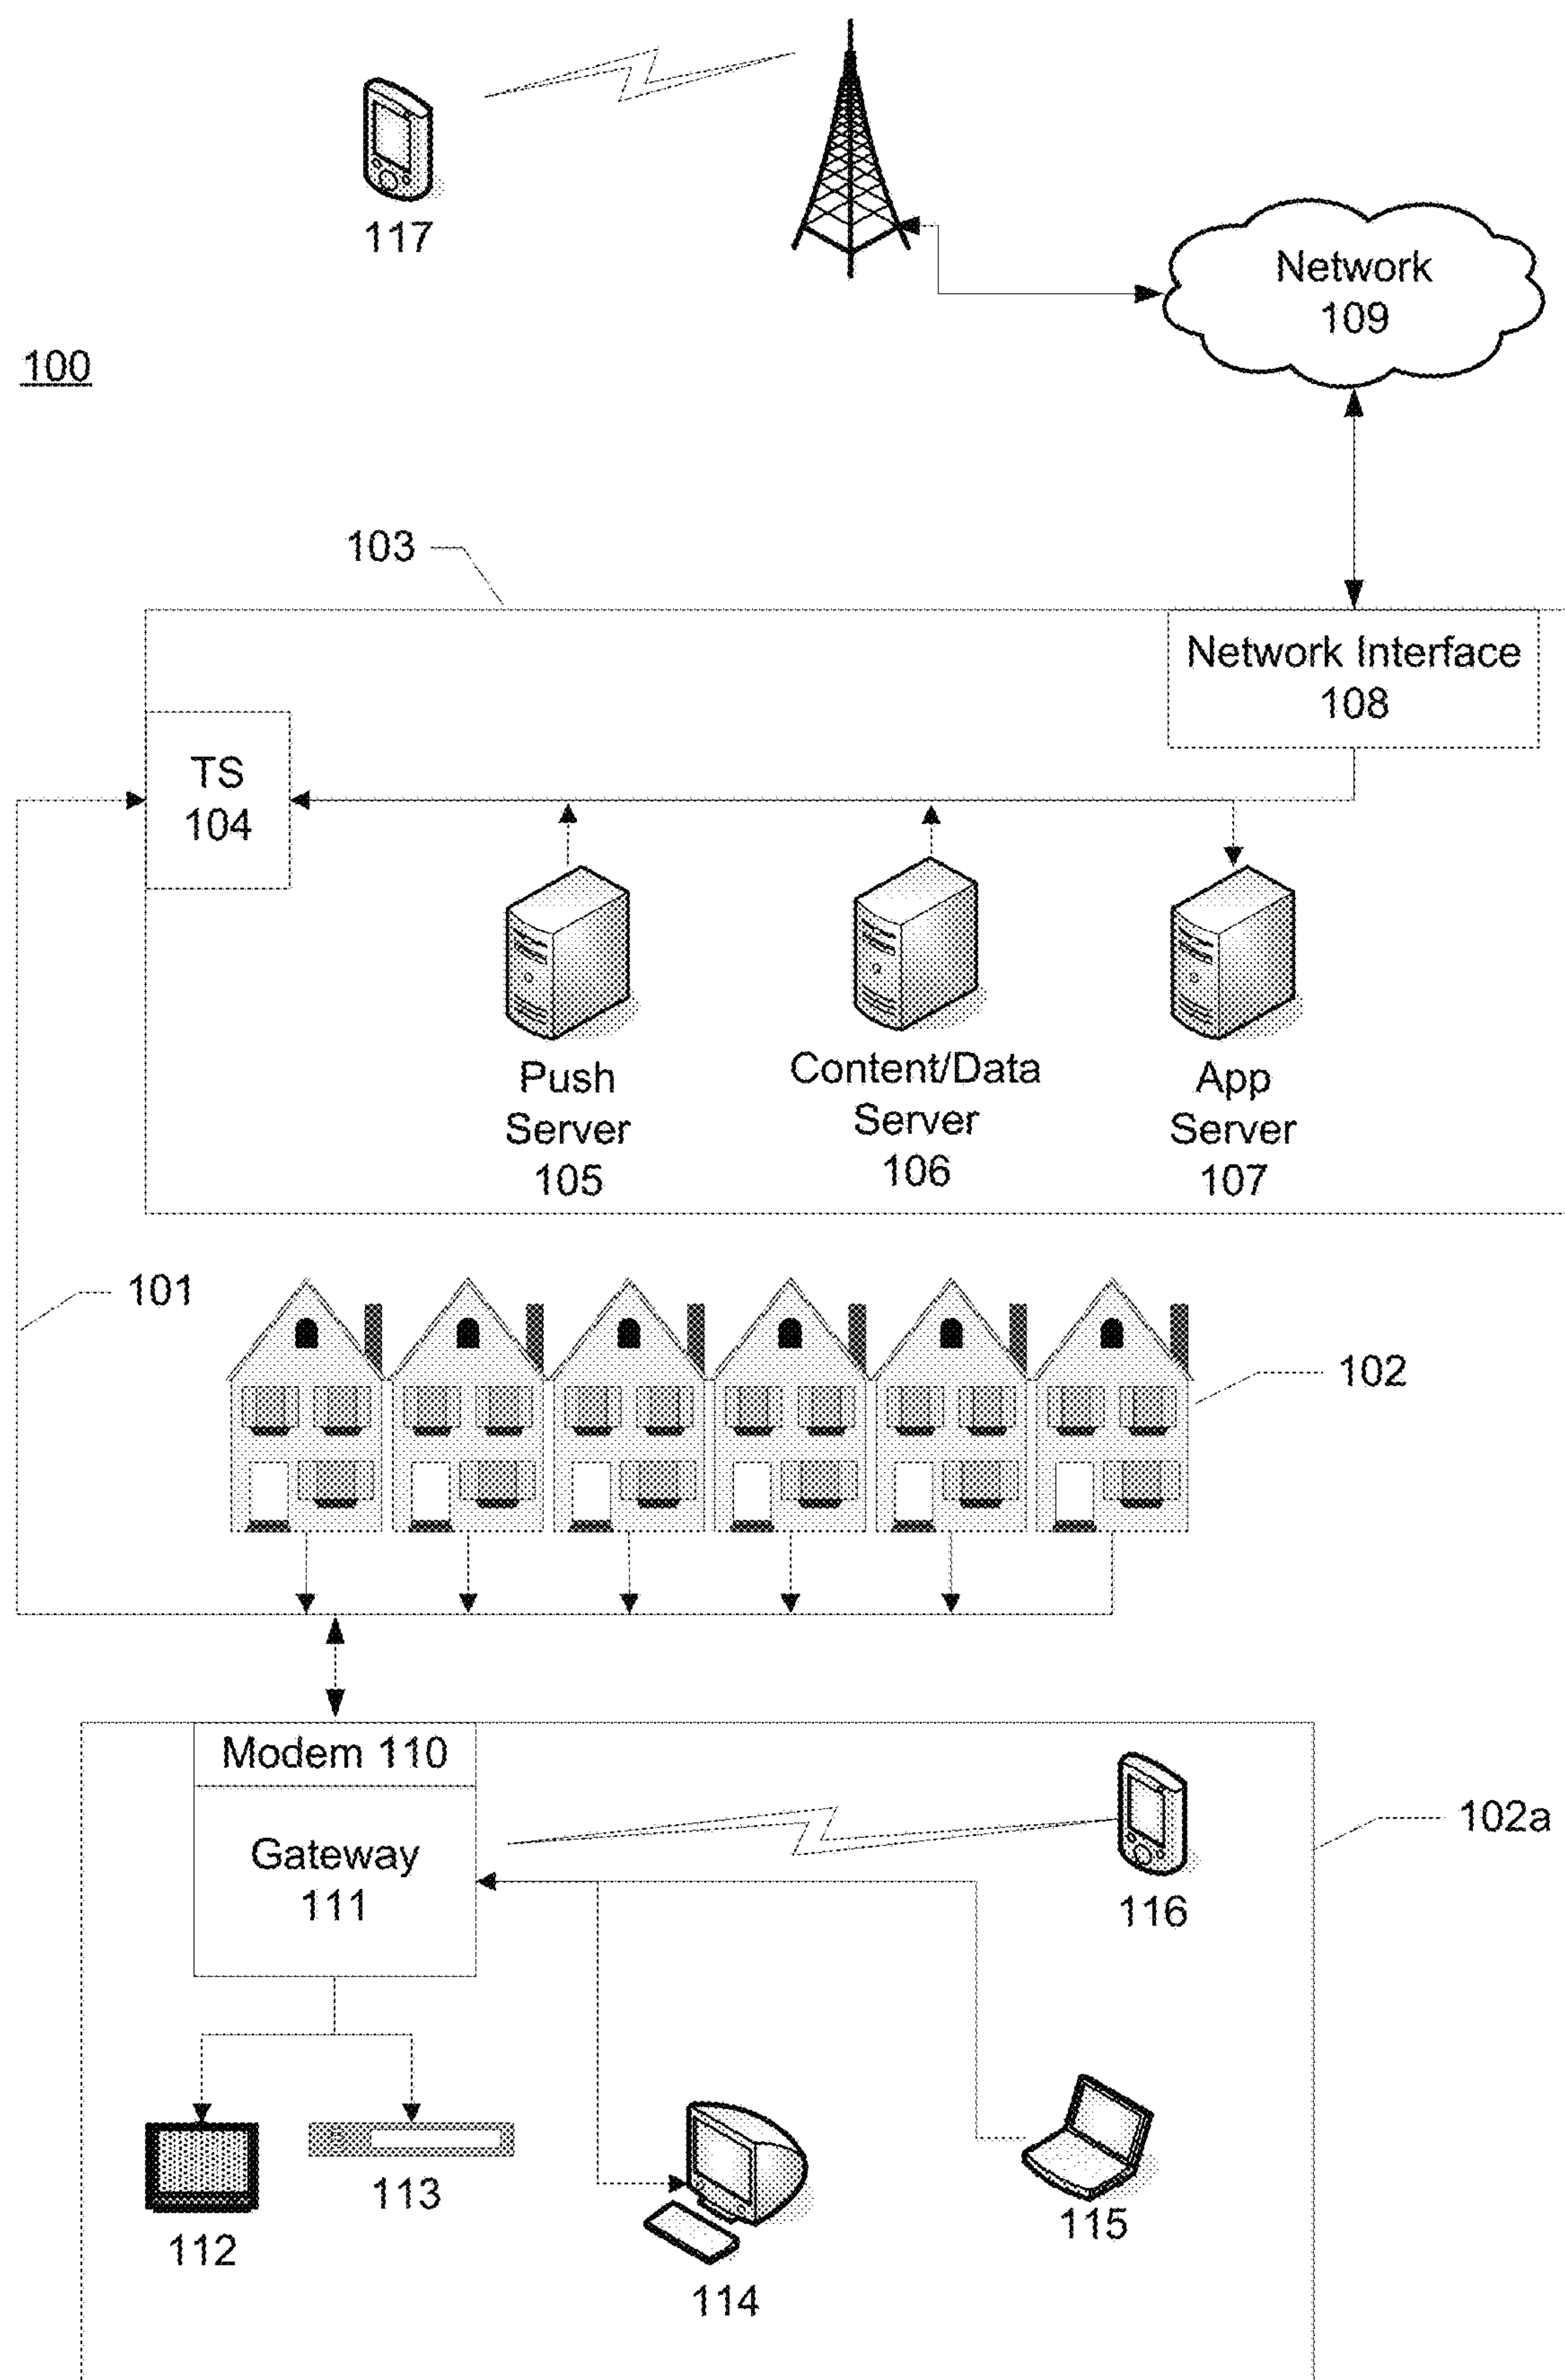 117
Network
109
100
103
Network Interface
108
TS
104
Push
Server
105
Content/Data
Server
106
App
Server
107
101
102
Modem 110
Gateway
111
102a
116
112
113
114
115